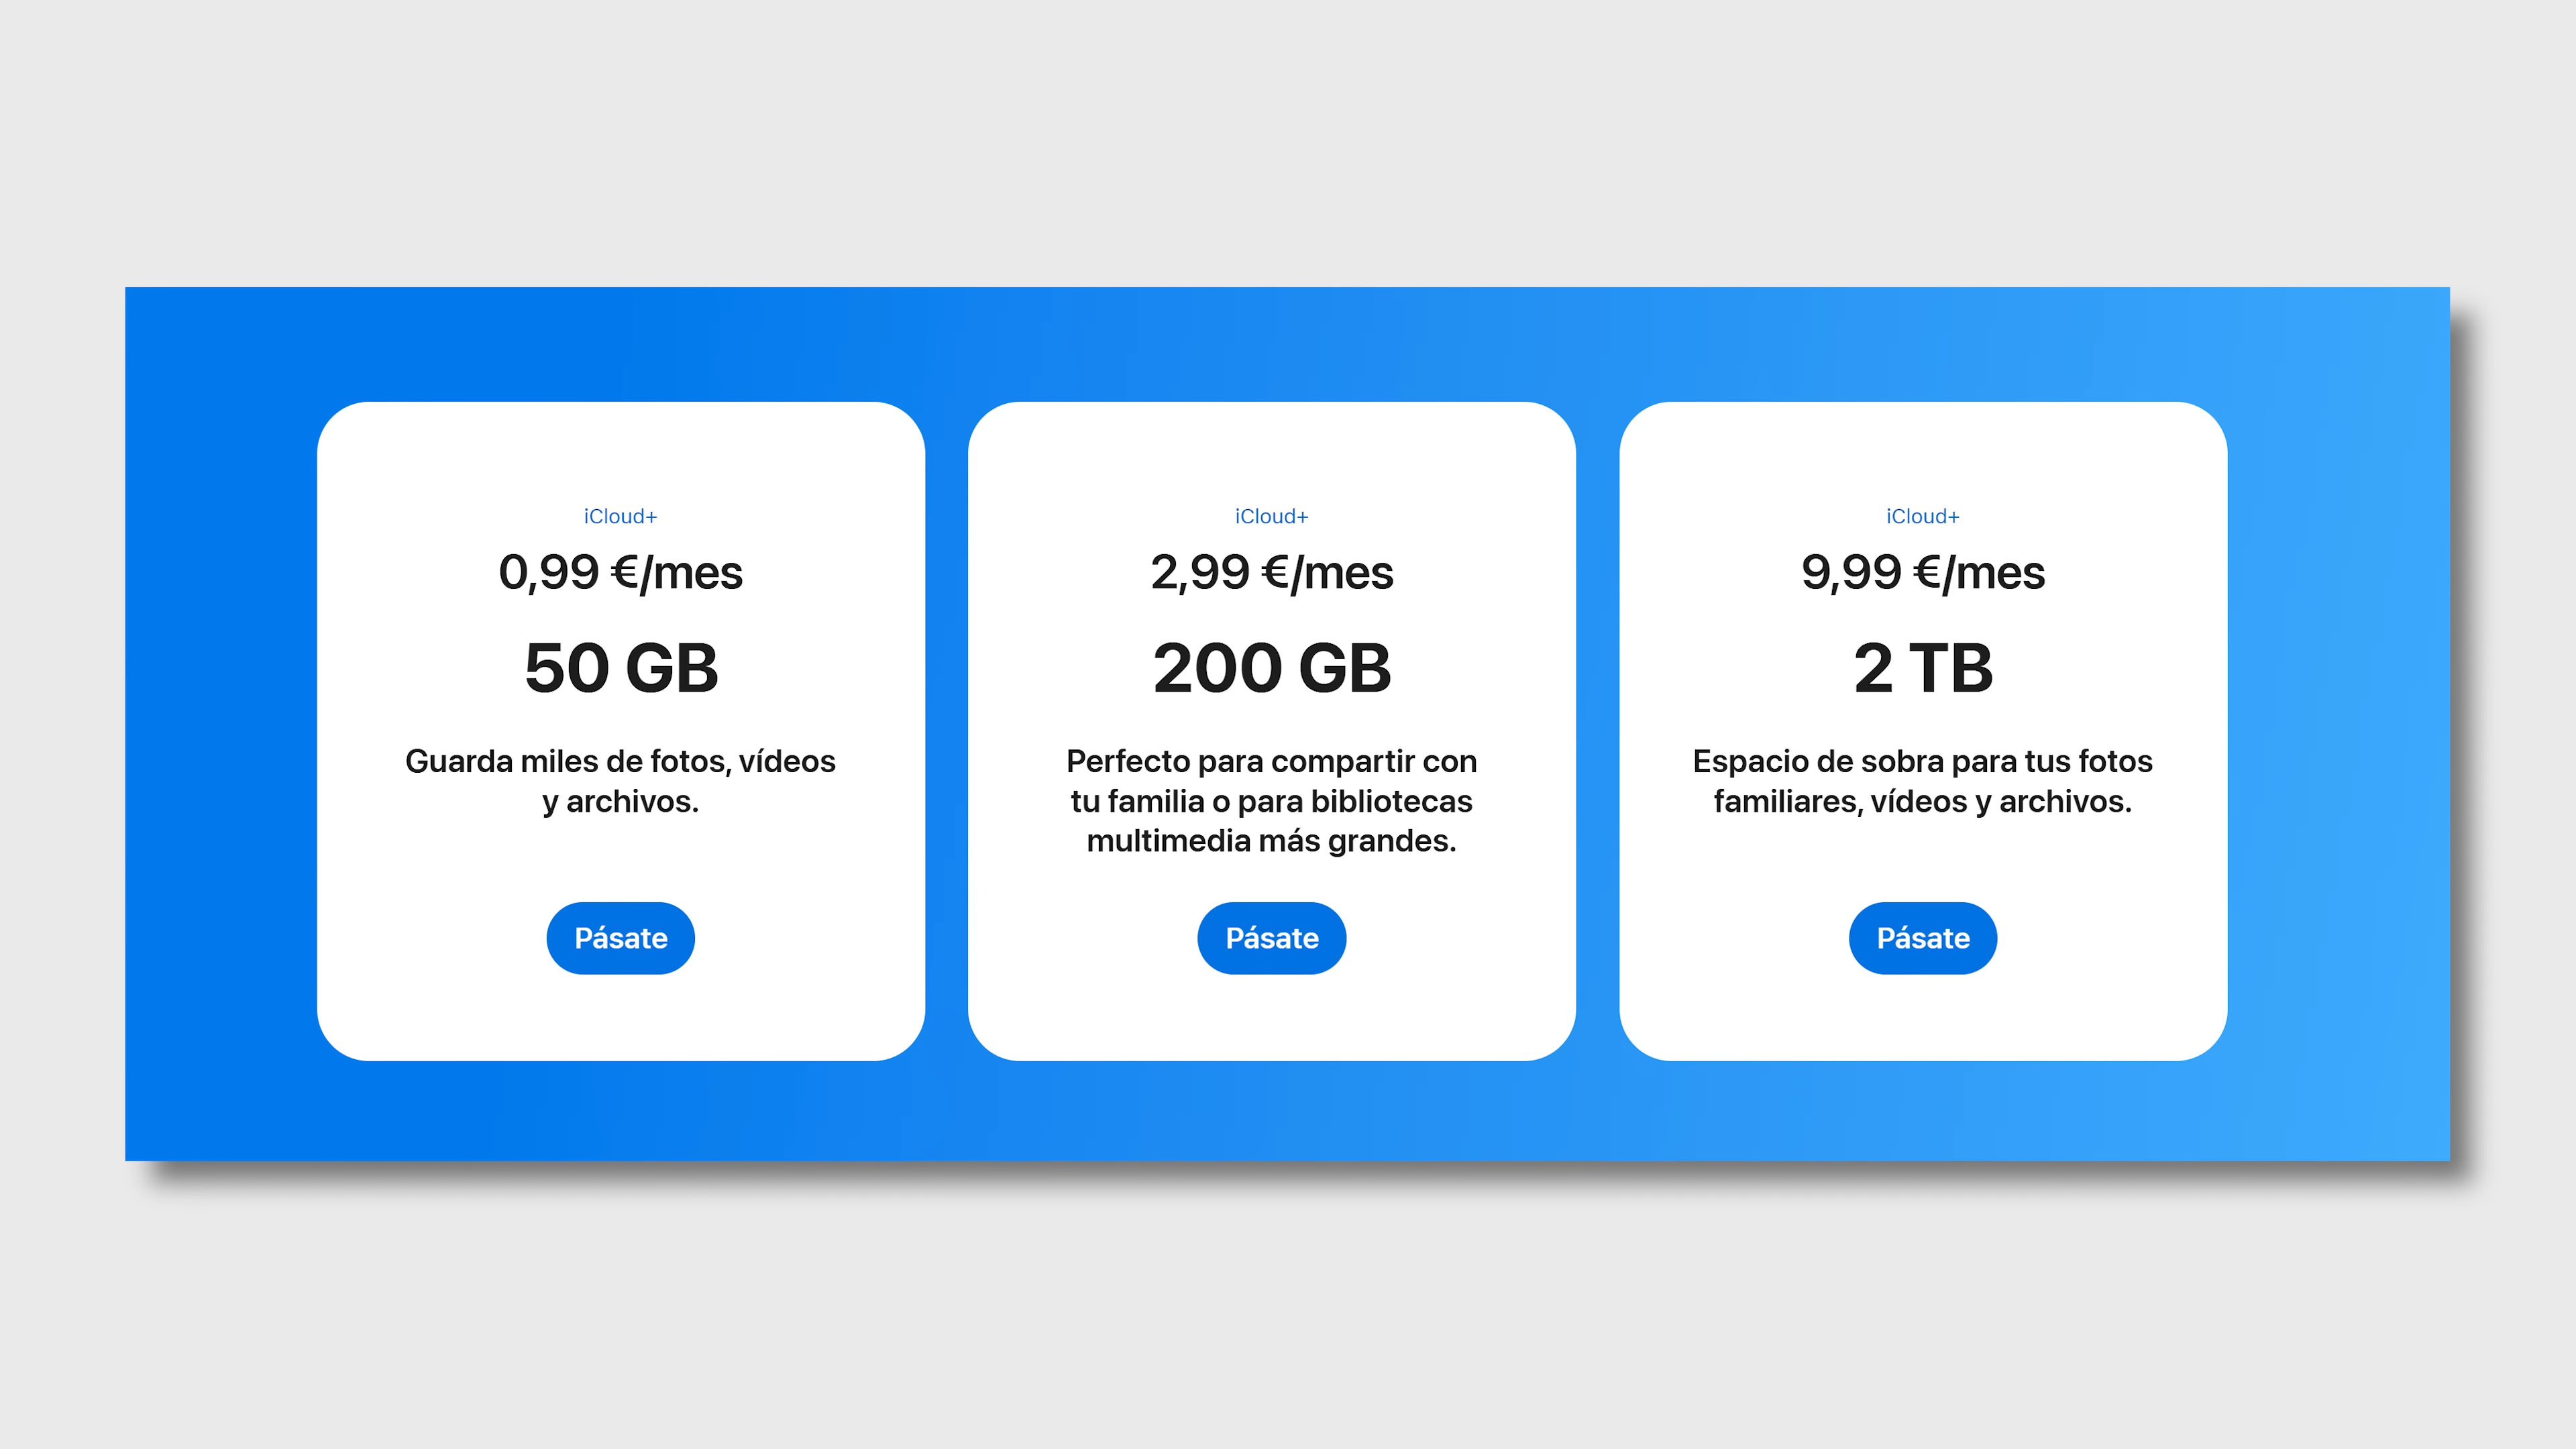 iCloud+
0,99 €/mes
50 GB
Guarda miles de fotos, vídeos
y archivos.
Pásate
iCloud+
2,99 €/mes
200 GB
Perfecto para compartir con
tu familia o para bibliotecas
multimedia más grandes.
Pásate
iCloud+
9,99 €/mes
2 TB
Espacio de sobra para tus fotos
familiares, vídeos y archivos.
Pásate